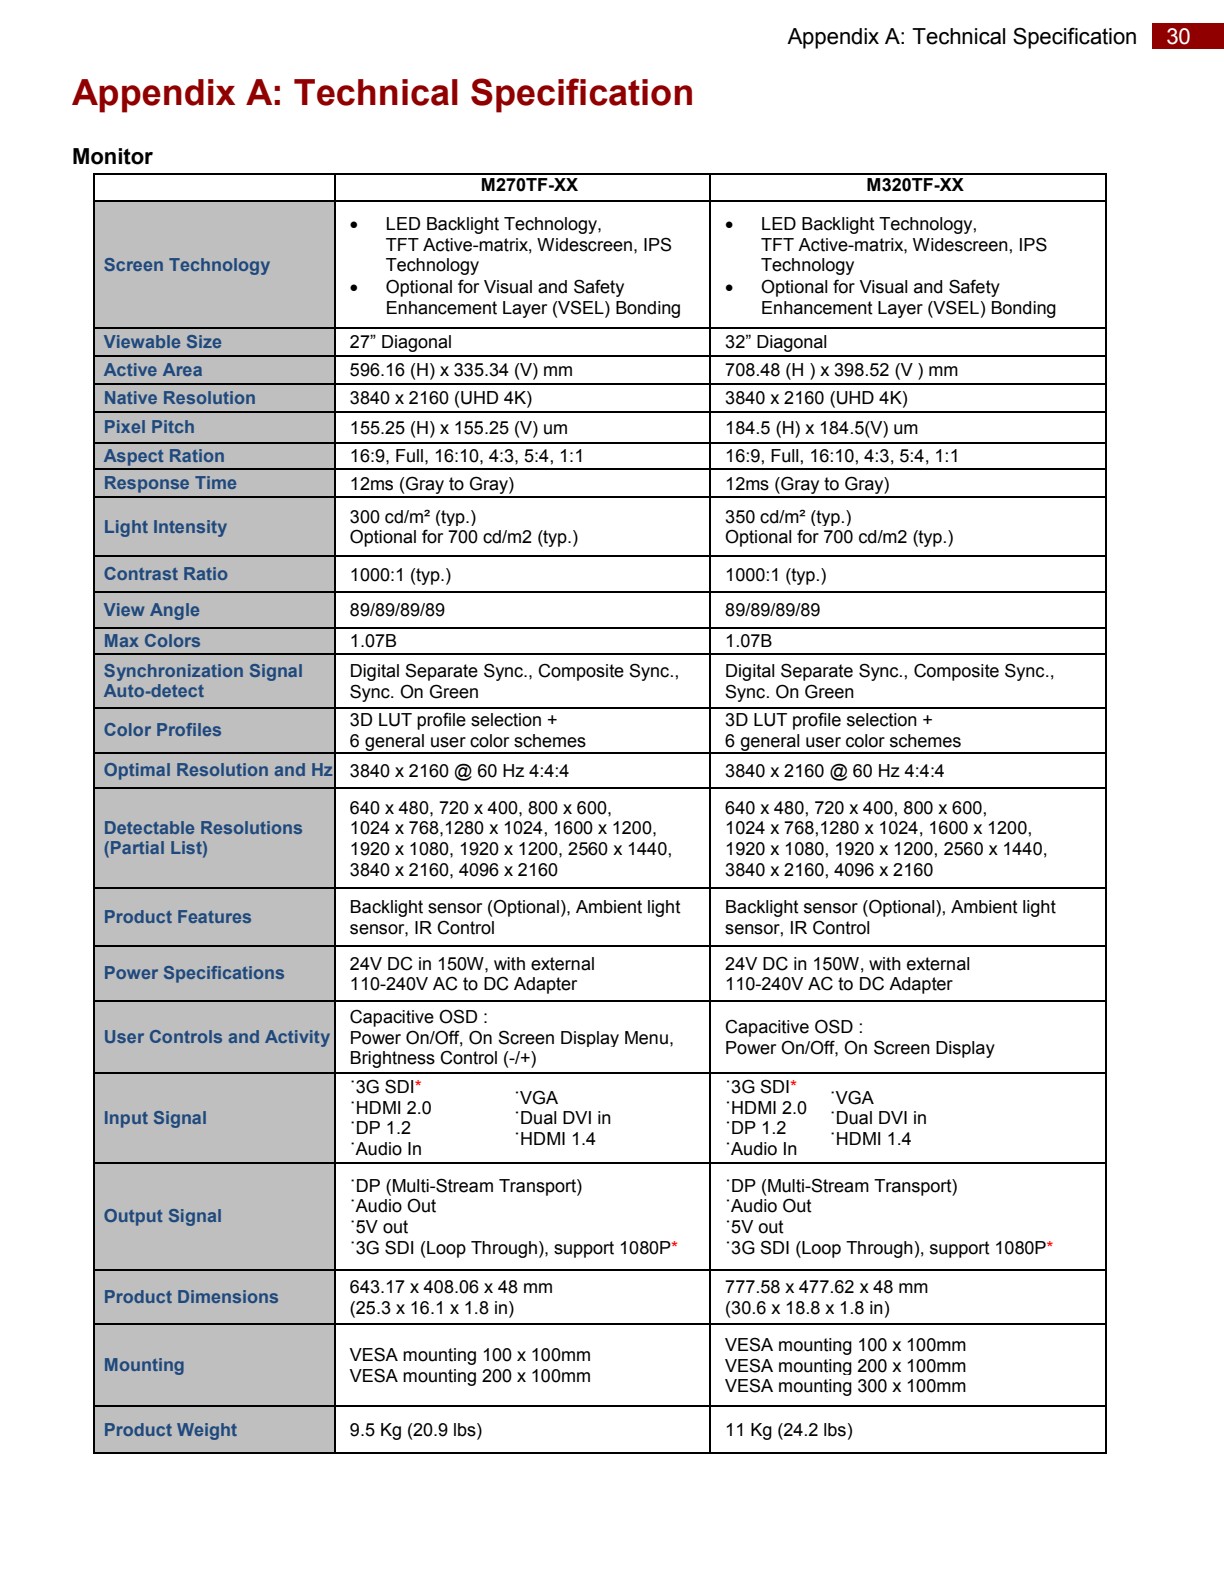 Appendix A: Technical Specification 30
Appendix A: Technical Specification
Monitor
M270TF-XX M320TF-XX
Screen Technology
• LED Backlight Technology,
TFT Active-matrix, Widescreen, IPS
Technology
• Optional for Visual and Safety
Enhancement Layer (VSEL) Bonding
• LED Backlight Technology,
TFT Active-matrix, Widescreen, IPS
Technology
• Optional for Visual and Safety
Enhancement Layer (VSEL) Bonding
Viewable Size 27” Diagonal 32” Diagonal
Active Area 596.16 (H) x 335.34 (V) mm 708.48 (H ) x 398.52 (V ) mm
Native Resolution 3840 x 2160 (UHD 4K) 3840 x 2160 (UHD 4K)
Pixel Pitch 155.25 (H) x 155.25 (V) um 184.5 (H) x 184.5(V) um
Aspect Ration 16:9, Full, 16:10, 4:3, 5:4, 1:1 16:9, Full, 16:10, 4:3, 5:4, 1:1
Response Time 12ms (Gray to Gray) 12ms (Gray to Gray)
Light Intensity
300 cd/m² (typ.)
Optional for 700 cd/m2 (typ.)
350 cd/m² (typ.)
Optional for 700 cd/m2 (typ.)
Contrast Ratio 1000:1 (typ.) 1000:1 (typ.)
View Angle 89/89/89/89 89/89/89/89
Max Colors 1.07B 1.07B
Synchronization Signal
Auto-detect
Digital Separate Sync., Composite Sync.,
Sync. On Green
Digital Separate Sync., Composite Sync.,
Sync. On Green
Color Profiles
3D LUT profile selection +
6 general user color schemes
3D LUT profile selection +
6 general user color schemes
Optimal Resolution and Hz 3840 x 2160 @ 60 Hz 4:4:4 3840 x 2160 @ 60 Hz 4:4:4
Detectable Resolutions
(Partial List)
640 x 480, 720 x 400, 800 x 600,
1024 x 768,1280 x 1024, 1600 x 1200,
1920 x 1080, 1920 x 1200, 2560 x 1440,
3840 x 2160, 4096 x 2160
640 x 480, 720 x 400, 800 x 600,
1024 x 768,1280 x 1024, 1600 x 1200,
1920 x 1080, 1920 x 1200, 2560 x 1440,
3840 x 2160, 4096 x 2160
Product Features
Backlight sensor (Optional), Ambient light
sensor, IR Control
Backlight sensor (Optional), Ambient light
sensor, IR Control
Power Specifications
24V DC in 150W, with external
110-240V AC to DC Adapter
24V DC in 150W, with external
110-240V AC to DC Adapter
User Controls and Activity
Capacitive OSD :
Power On/Off, On Screen Display Menu,
Brightness Control (-/+)
Capacitive OSD :
Power On/Off, On Screen Display
Input Signal
˙3G SDI*
˙HDMI 2.0
˙DP 1.2
˙Audio In
˙VGA
˙Dual DVI in
˙HDMI 1.4
˙3G SDI*
˙HDMI 2.0
˙DP 1.2
˙Audio In
˙VGA
˙Dual DVI in
˙HDMI 1.4
Output Signal
˙DP (Multi-Stream Transport)
˙Audio Out
˙5V out
˙3G SDI (Loop Through), support 1080P*
˙DP (Multi-Stream Transport)
˙Audio Out
˙5V out
˙3G SDI (Loop Through), support 1080P*
Product Dimensions
643.17 x 408.06 x 48 mm
(25.3 x 16.1 x 1.8 in)
777.58 x 477.62 x 48 mm
(30.6 x 18.8 x 1.8 in)
Mounting
VESA mounting 100 x 100mm
VESA mounting 200 x 100mm
VESA mounting 100 x 100mm
VESA mounting 200 x 100mm
VESA mounting 300 x 100mm
Product Weight 9.5 Kg (20.9 lbs) 11 Kg (24.2 lbs)